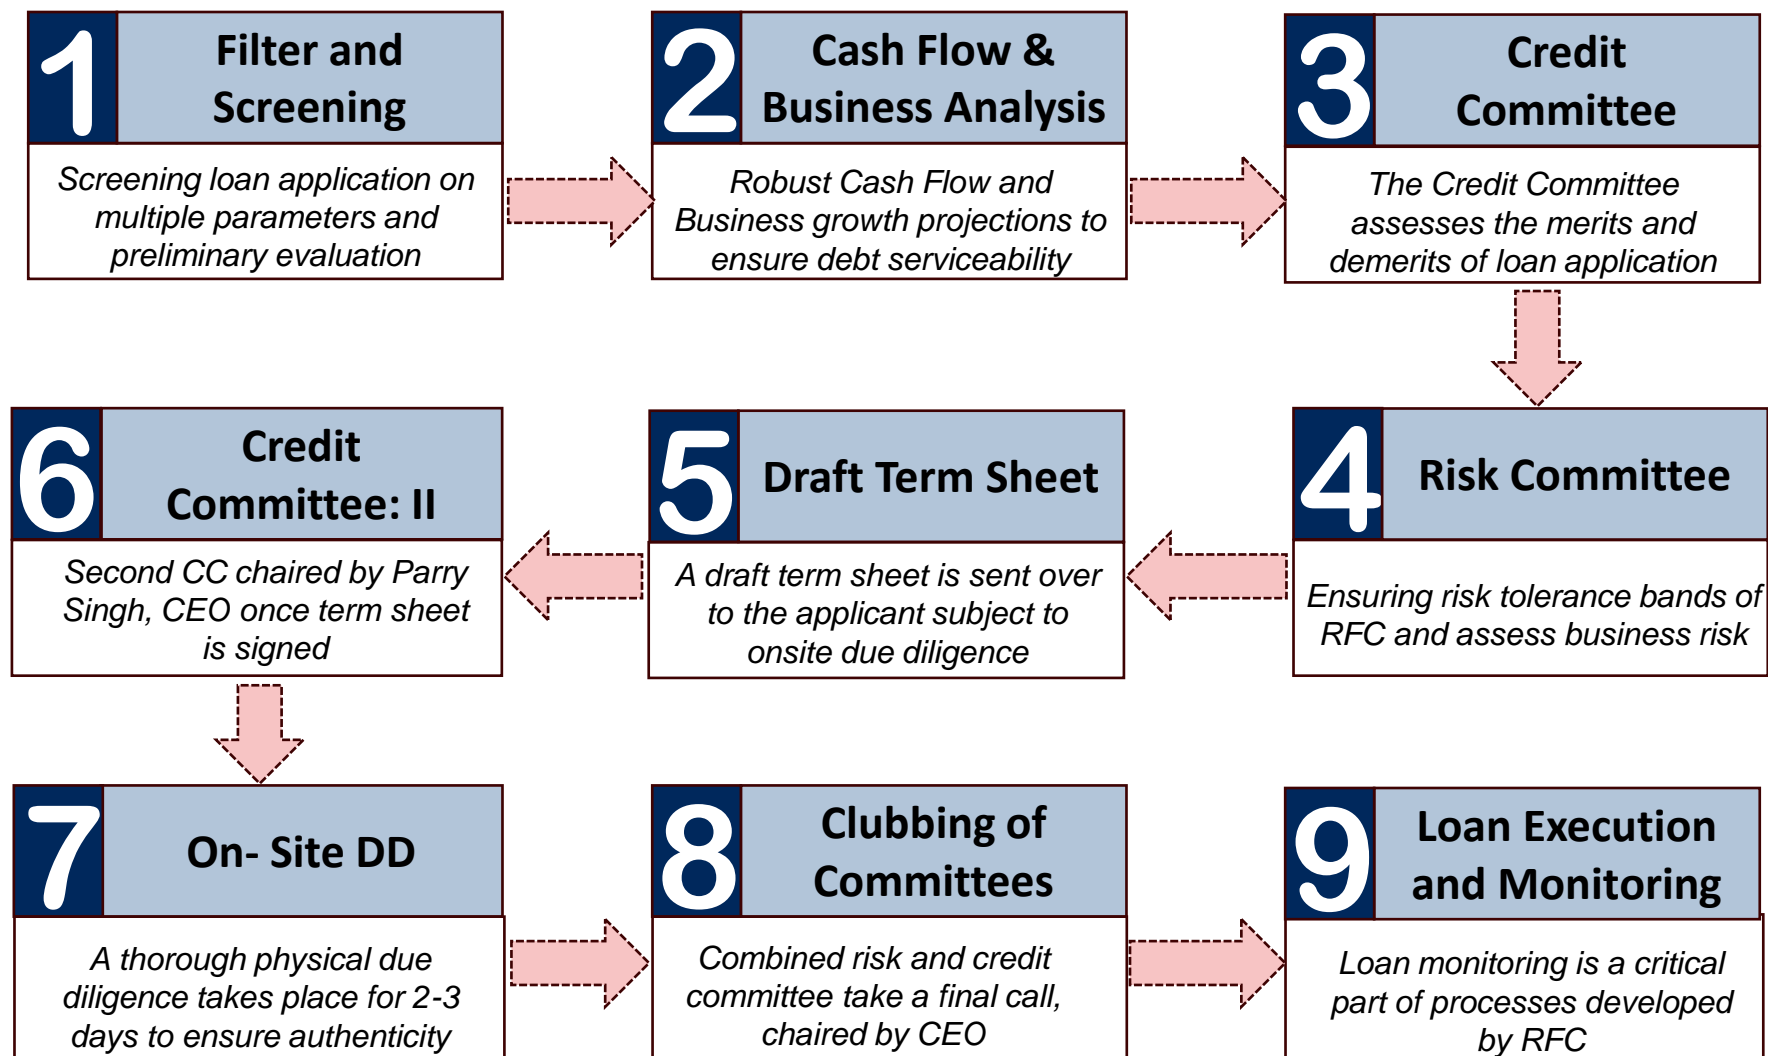 1
Filter and
Screening
Screening loan application on
multiple parameters and
preliminary evaluation
2
Cash Flow &
Business Analysis
Robust Cash Flow and
Business growth projections to
ensure debt serviceability
3
Credit
Committee
The Credit Committee
assesses the merits and
demerits of loan application
4
Risk Committee
Ensuring risk tolerance bands of
RFC and assess business risk
5
Draft Term Sheet
A draft term sheet is sent over
to the applicant subject to
onsite due diligence
6
Credit
Committee: II
Second CC chaired by Parry
Singh, CEO once term sheet
is signed
7
On- Site DD
A thorough physical due
diligence takes place for 2-3
days to ensure authenticity
8
Clubbing of
Committees
Combined risk and credit
committee take a final call,
chaired by CEO
9
Loan Execution
and Monitoring
Loan monitoring is a critical
part of processes developed
by RFC